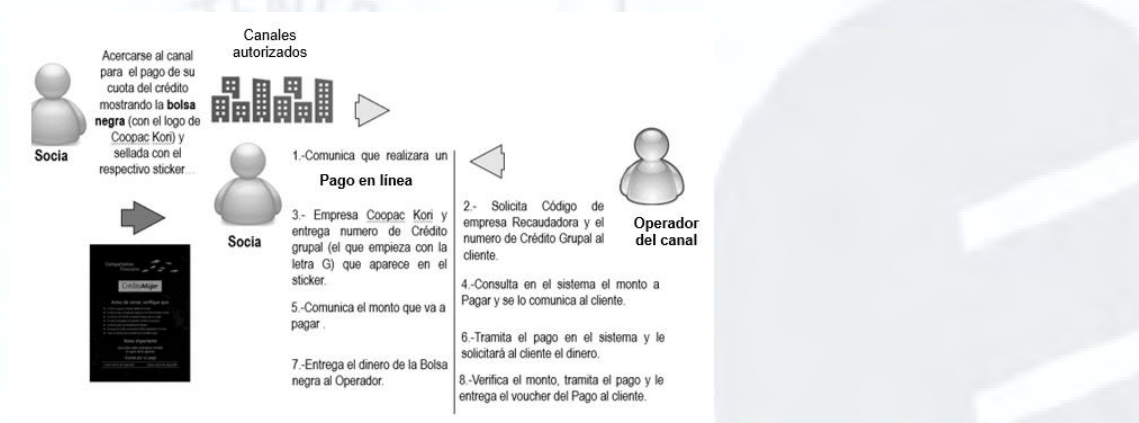 Canales
autorizados
Acercarse al canal
para el pago de su
cuota del crédito
mostrando la bolsa
negra (con el logo de
Coopac Kori) y
sellada con el
respectivo sticker…
Socia
Socia
1.-Comunica que realizara un
Pago en línea
3.- Empresa Coopac Kori y
entrega numero de Crédito
grupal (el que empieza con la
letra G) que aparece en el
sticker.
5.-Comunica el monto que va a
pagar .
7.-Entrega el dinero de la Bolsa
negra al Operador.
2.- Solicita Código de
empresa Recaudadora y el
numero de Crédito Grupal al
cliente.
4.-Consulta en el sistema el monto a
Pagar y se lo comunica al cliente.
6.-Tramita el pago en el sistema y le
solicitará al cliente el dinero.
8.-Verifica el monto, tramita el pago y le
entrega el voucher del Pago al cliente.
Operador
del canal
CréditoMujer